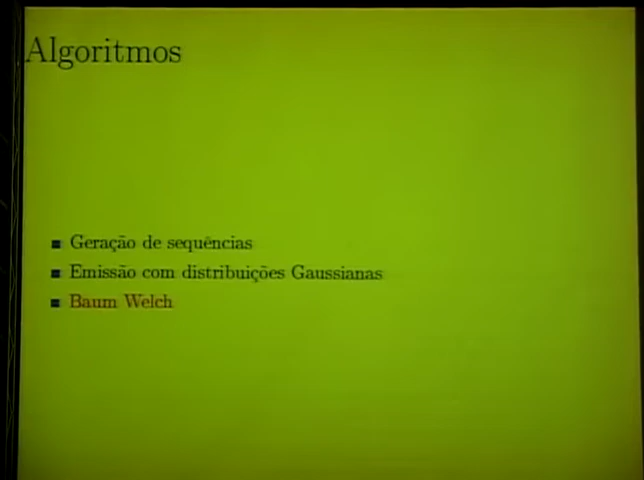 Algoritmos
Geração de sequências
Emissão com distribuições Gaussianas
Baum Welch